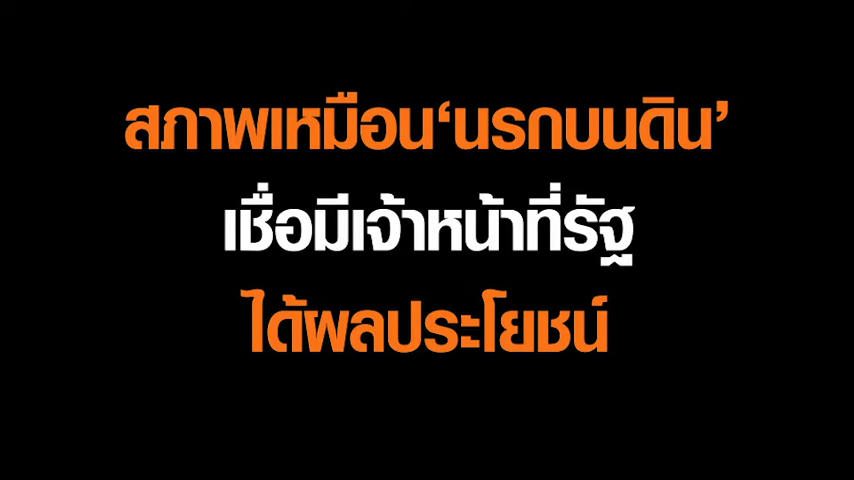 สภาพเหมือน‘นรกบนดิน’
เชื่อมีเจ้าหน้าที่รัฐ
ได้ผลประโยชน์